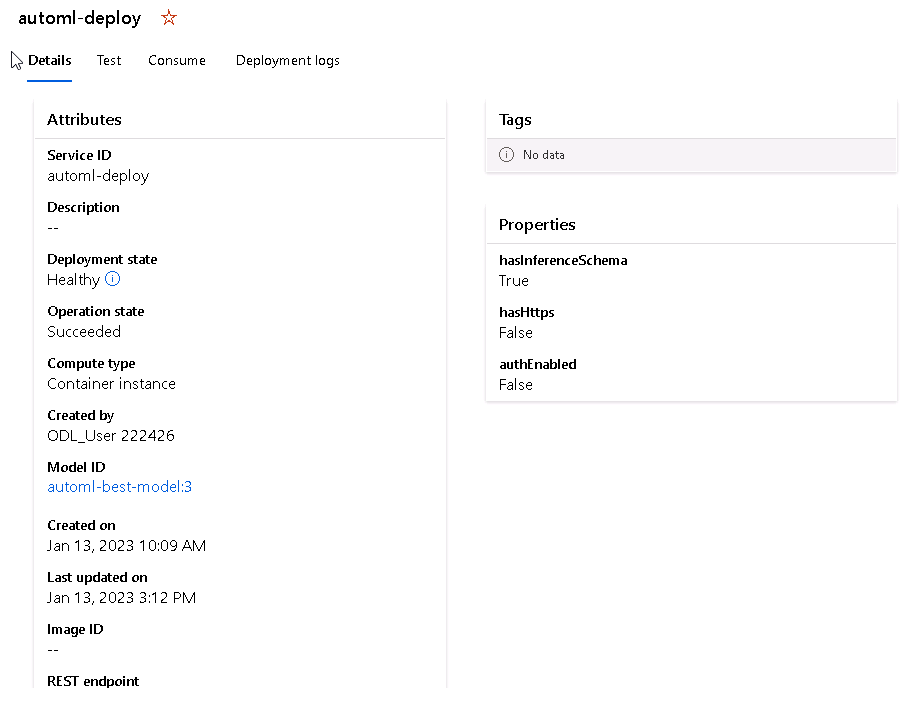 automl-deploy
Details Test Consume Deployment logs
Attributes
Service ID
automl-deploy
Description
--
Deployment state
Healthy
Operation state
Succeeded
Compute type
Container instance
Created by
ODL_User 222426
Model ID
automl-best-model:3
Created on
Jan 13, 2023 10:09 AM
Last updated on
Jan 13, 2023 3:12 PM
Image ID
--
REST endpoint
Tags
No data
Properties
hasInferenceSchema
True
hasHttps
False
authEnabled
False